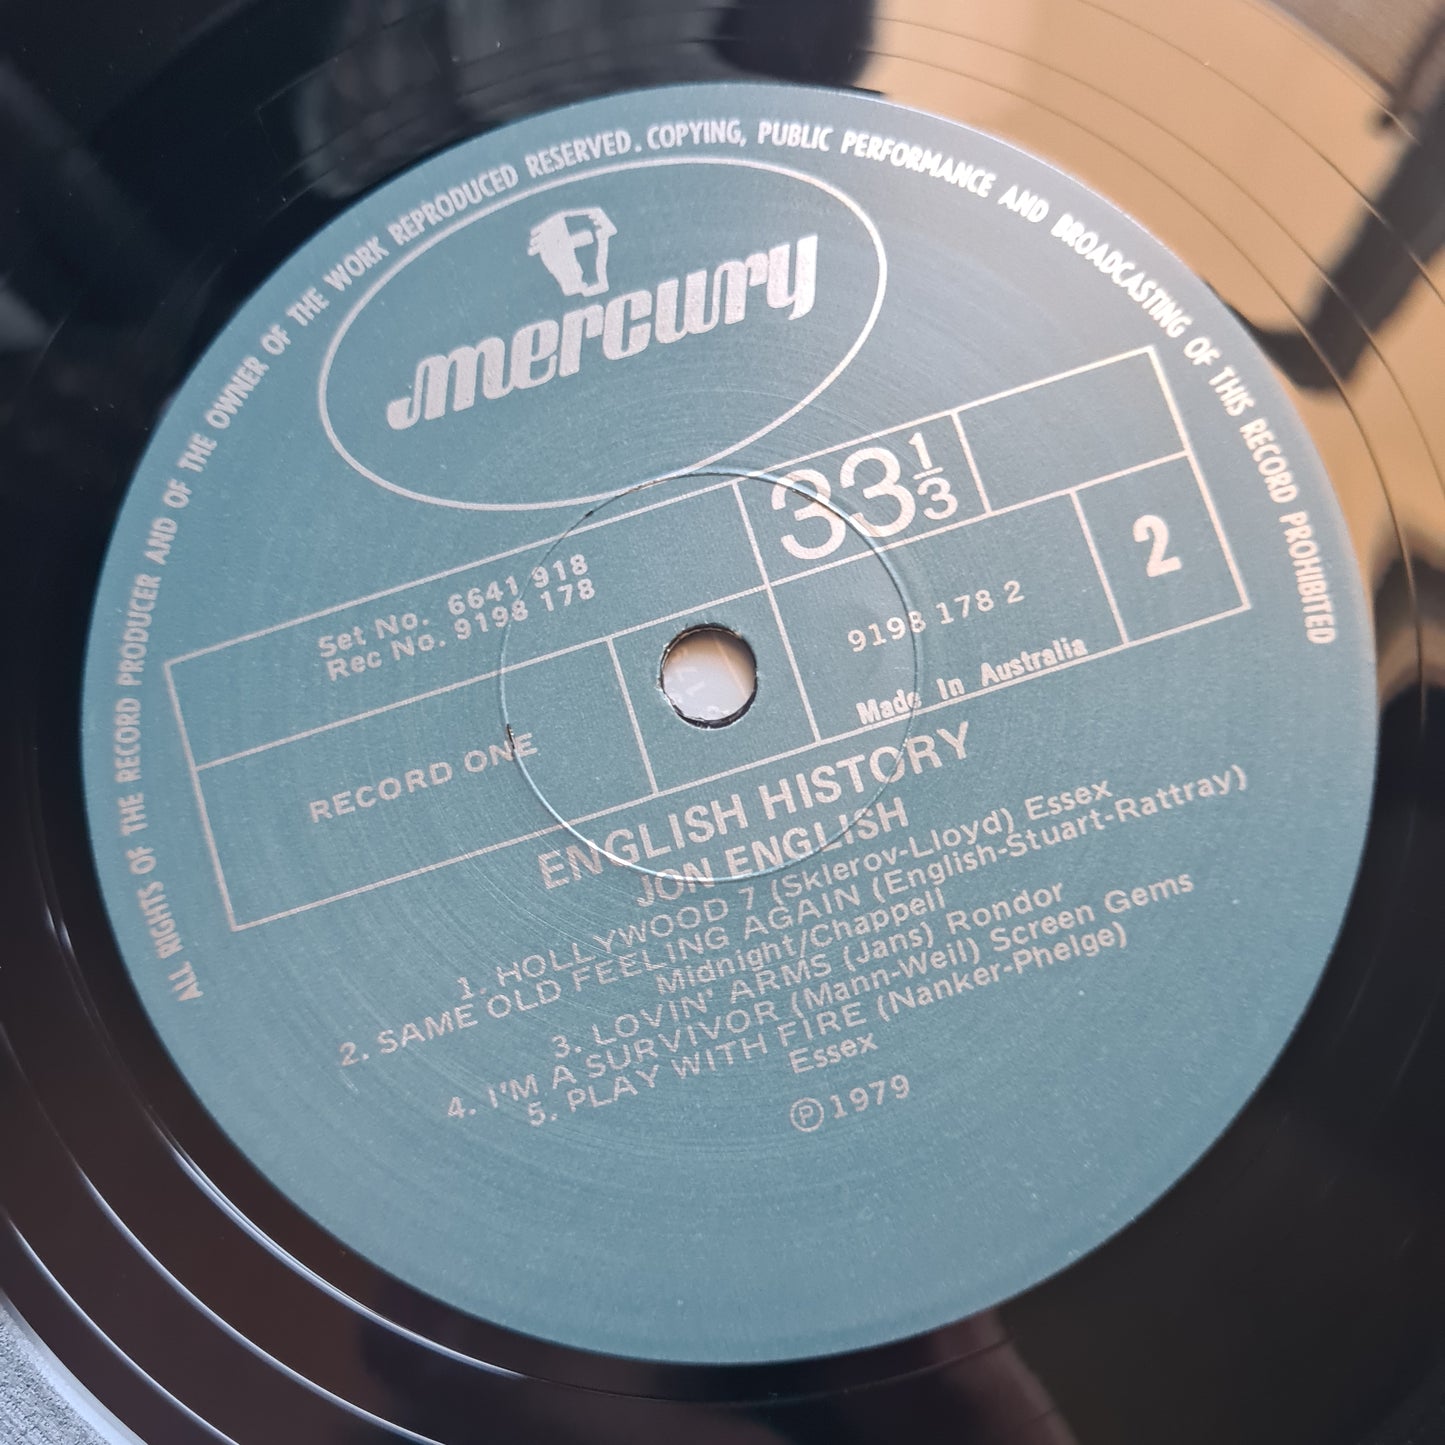 ALL RIGHTS OF THE RECORD PRODUCER AND OF THE OWNER OF THE WORK REPRODUCED RESERVED. COPYING, PUBLIC PERFORMANCE AND BROADCASTING OF THIS RECORD PROHIBITED
mercury
33 1/3
Set No. 6641 918
Rec No. 9198 178
9198 178 2
2
RECORD ONE
Made In Australia
ENGLISH HISTORY
JON ENGLISH
1. HOLLYWOOD 7 (Sklerov-Lloyd) Essex
2. SAME OLD FEELING AGAIN (English-Stuart-Rattray)
Midnight/Chappell
3. LOVIN' ARMS (Jans) Rondor
4. I'M A SURVIVOR (Mann-Weil) Screen Gems
5. PLAY WITH FIRE (Nanker-Phelge)
Essex
Ⓟ1979